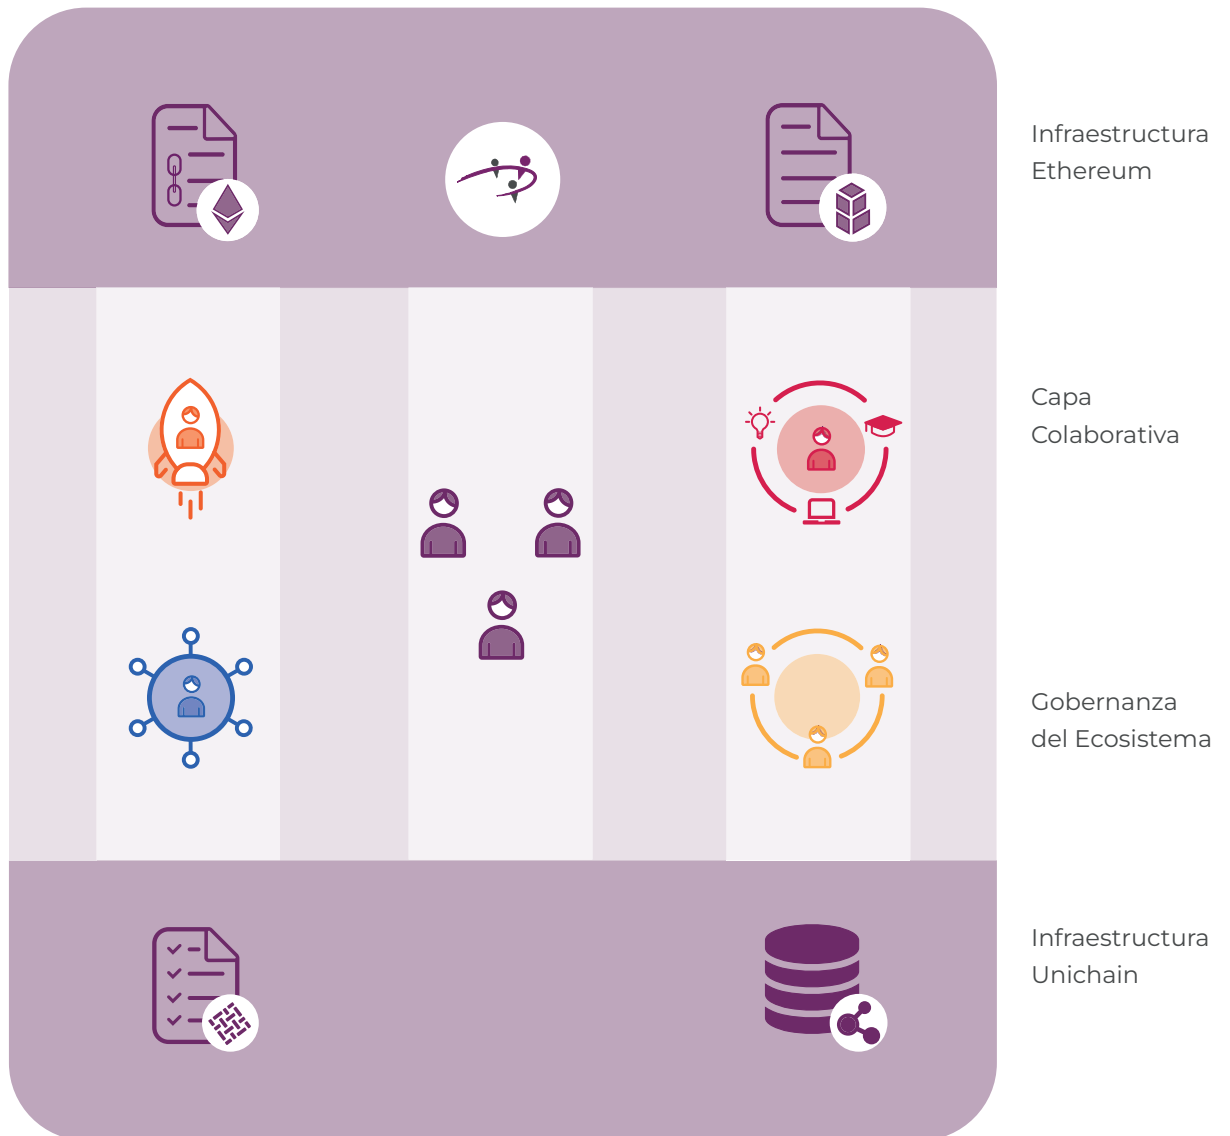 Infraestructura
Ethereum
Capa
Colaborativa
Gobernanza
del Ecosistema
Infraestructura
Unichain